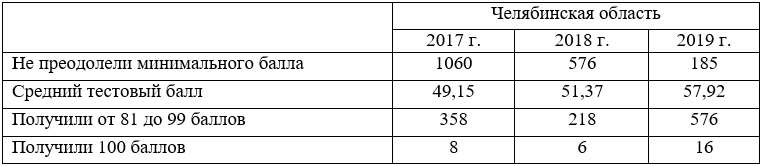 Челябинская область
2017 г. 2018 г. 2019 г.
Не преодолели минимального балла 1060 576 185
Средний тестовый балл 49,15 51,37 57,92
Получили от 81 до 99 баллов 358 218 576
Получили 100 баллов 8 6 16